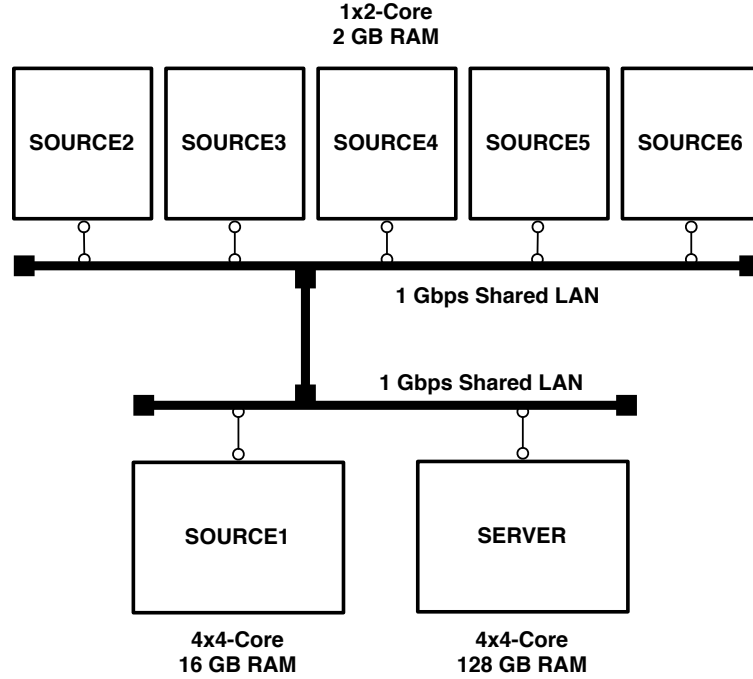 1x2-Core
2 GB RAM
SOURCE2
SOURCE3
SOURCE4
SOURCE5
SOURCE6
1 Gbps Shared LAN
1 Gbps Shared LAN
SOURCE1
SERVER
4x4-Core
16 GB RAM
4x4-Core
128 GB RAM